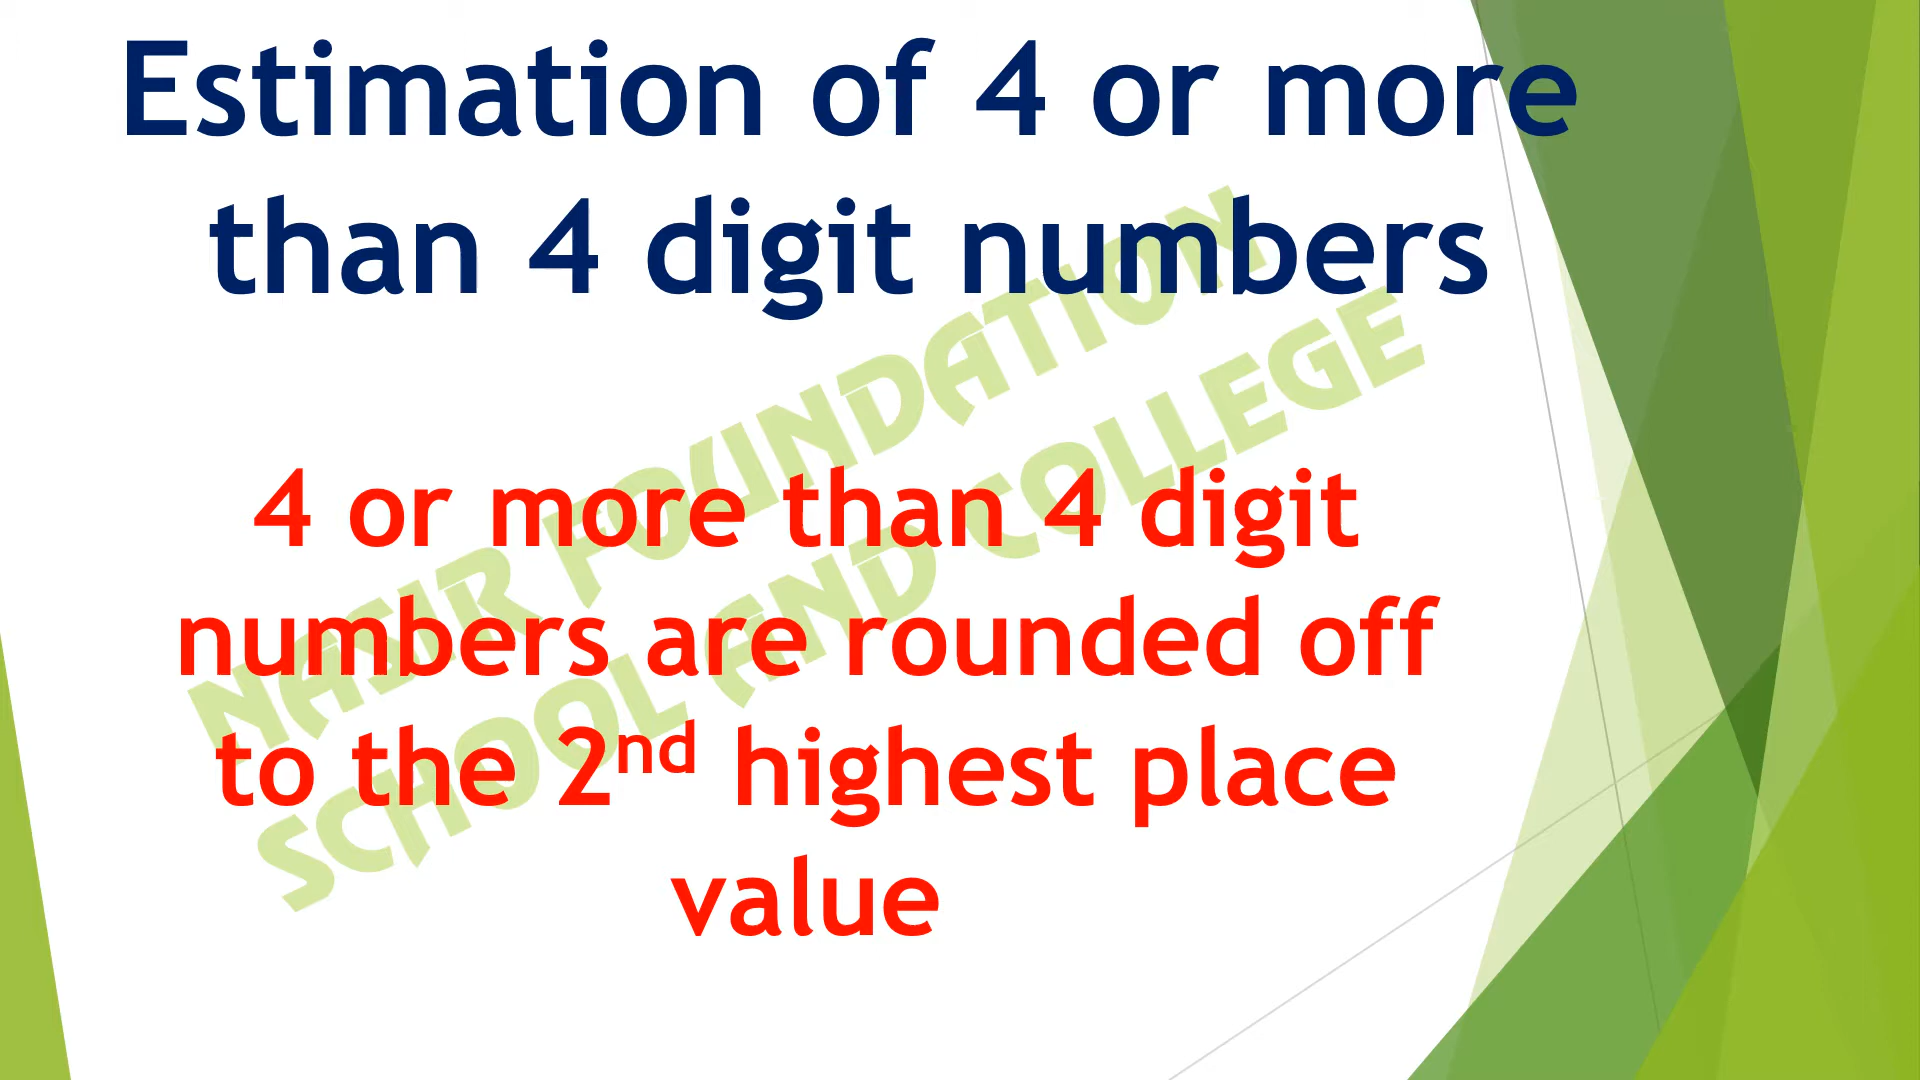 Estimation of 4 or more
than 4 digit numbers
4 or more than 4 digit
numbers are rounded off
to the 2nd highest place
value
NASIR FOUNDATION
SCHOOL AND COLLEGE